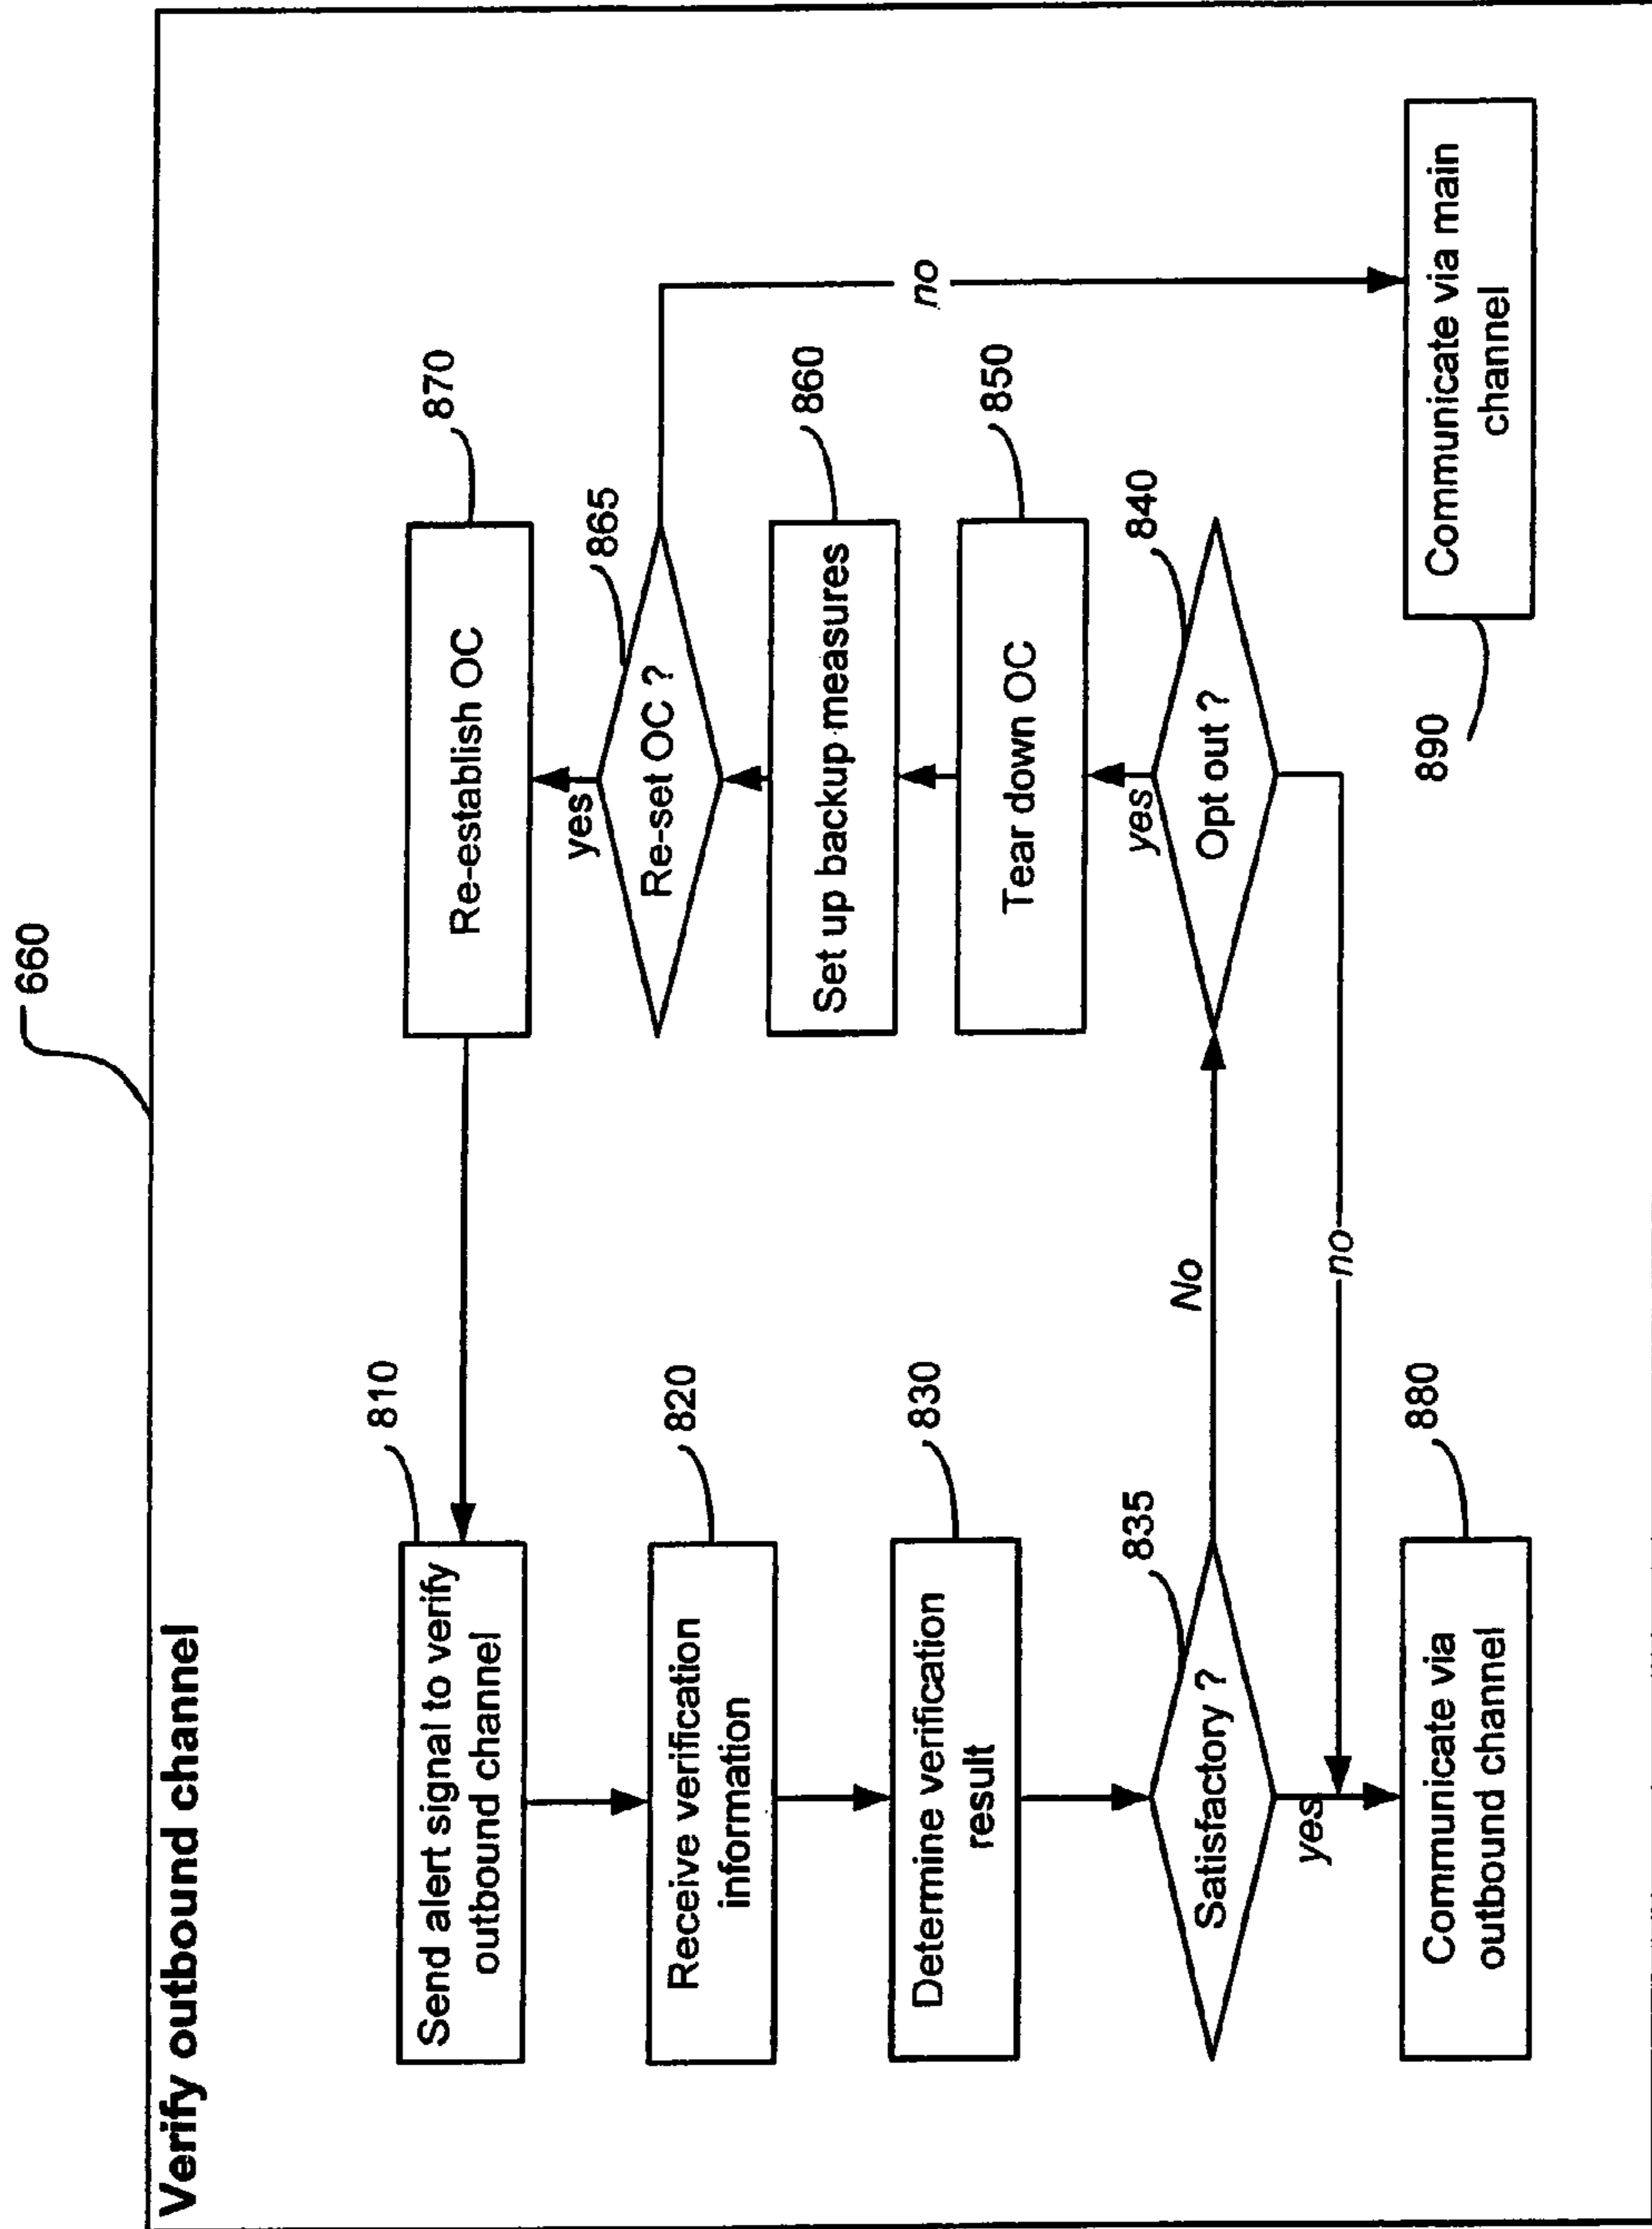 660
Verify outbound channel
810
Send alert signal to verify
outbound channel
820
Receive verification
information
830
Determine verification
result
835
Satisfactory ?
No
yes
880
Communicate via
outbound channel
870
Re-establish OC
yes
865
Re-set OC ?
no
860
Set up backup measures
850
Tear down OC
yes
840
Opt out ?
no
890
Communicate via main
channel